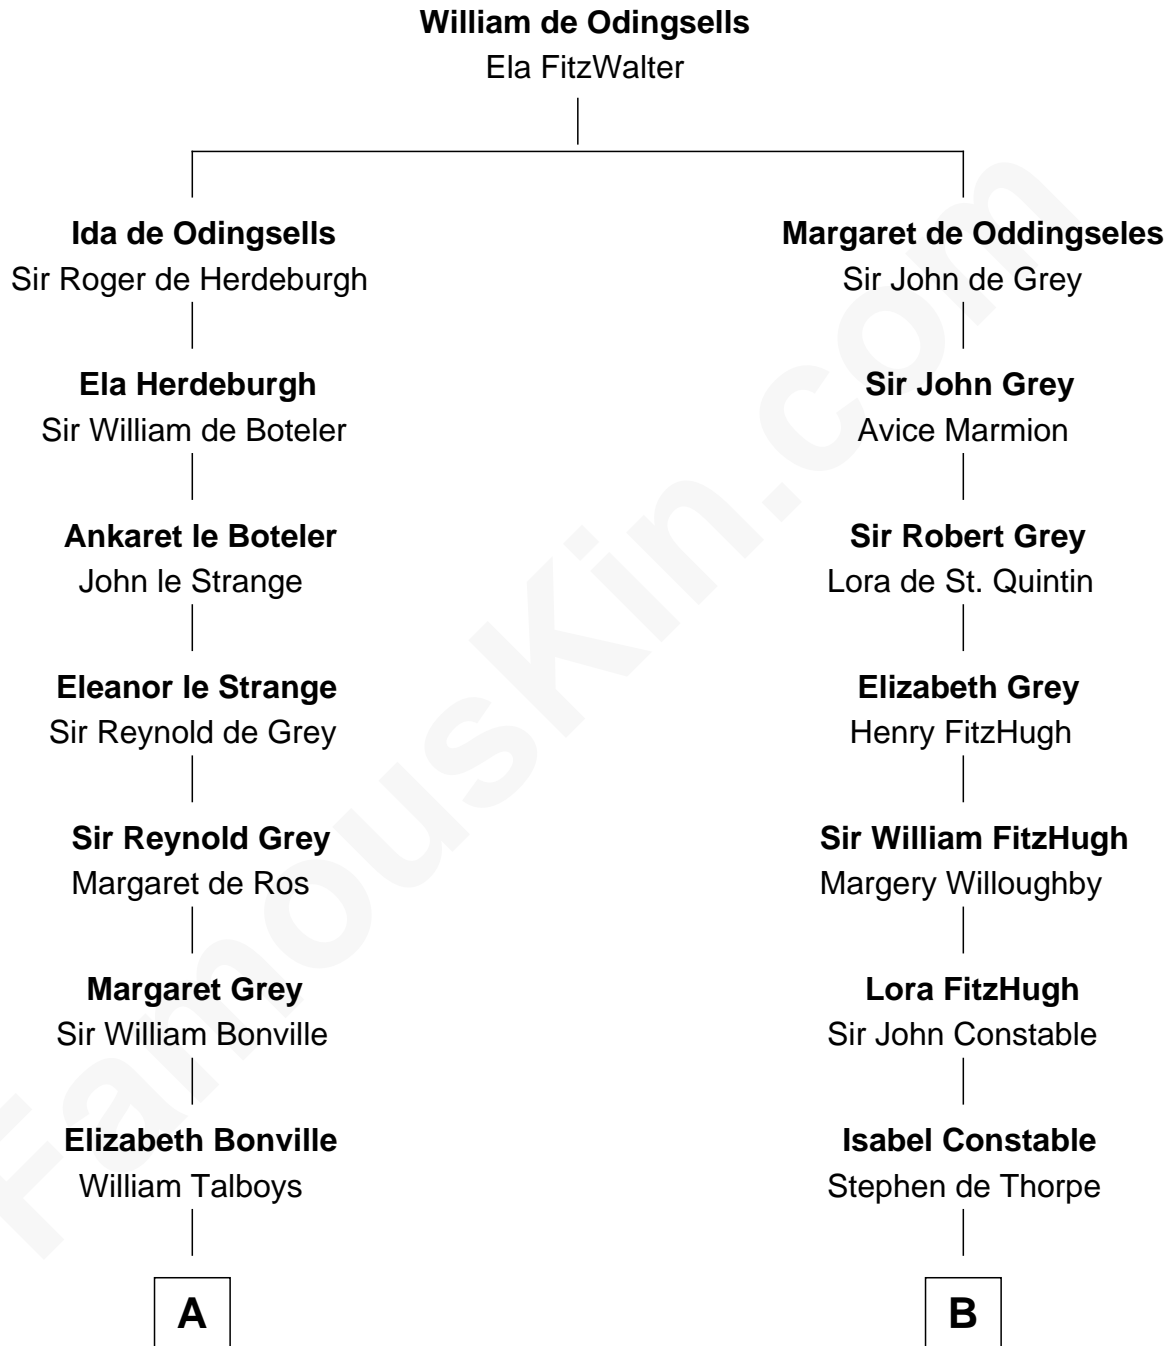 William de Odingsells
Ela FitzWalter
Ida de Odingsells
Sir Roger de Herdeburgh
Margaret de Oddingseles
Sir John de Grey
Ela Herdeburgh
Sir William de Boteler
Sir John Grey
Avice Marmion
Ankaret le Boteler
John le Strange
Sir Robert Grey
Lora de St. Quintin
Eleanor le Strange
Sir Reynold de Grey
Elizabeth Grey
Henry FitzHugh
Sir Reynold Grey
Margaret de Ros
Sir William FitzHugh
Margery Willoughby
Margaret Grey
Sir William Bonville
Lora FitzHugh
Sir John Constable
Elizabeth Bonville
William Talboys
Isabel Constable
Stephen de Thorpe
A
B
FamousKin.com